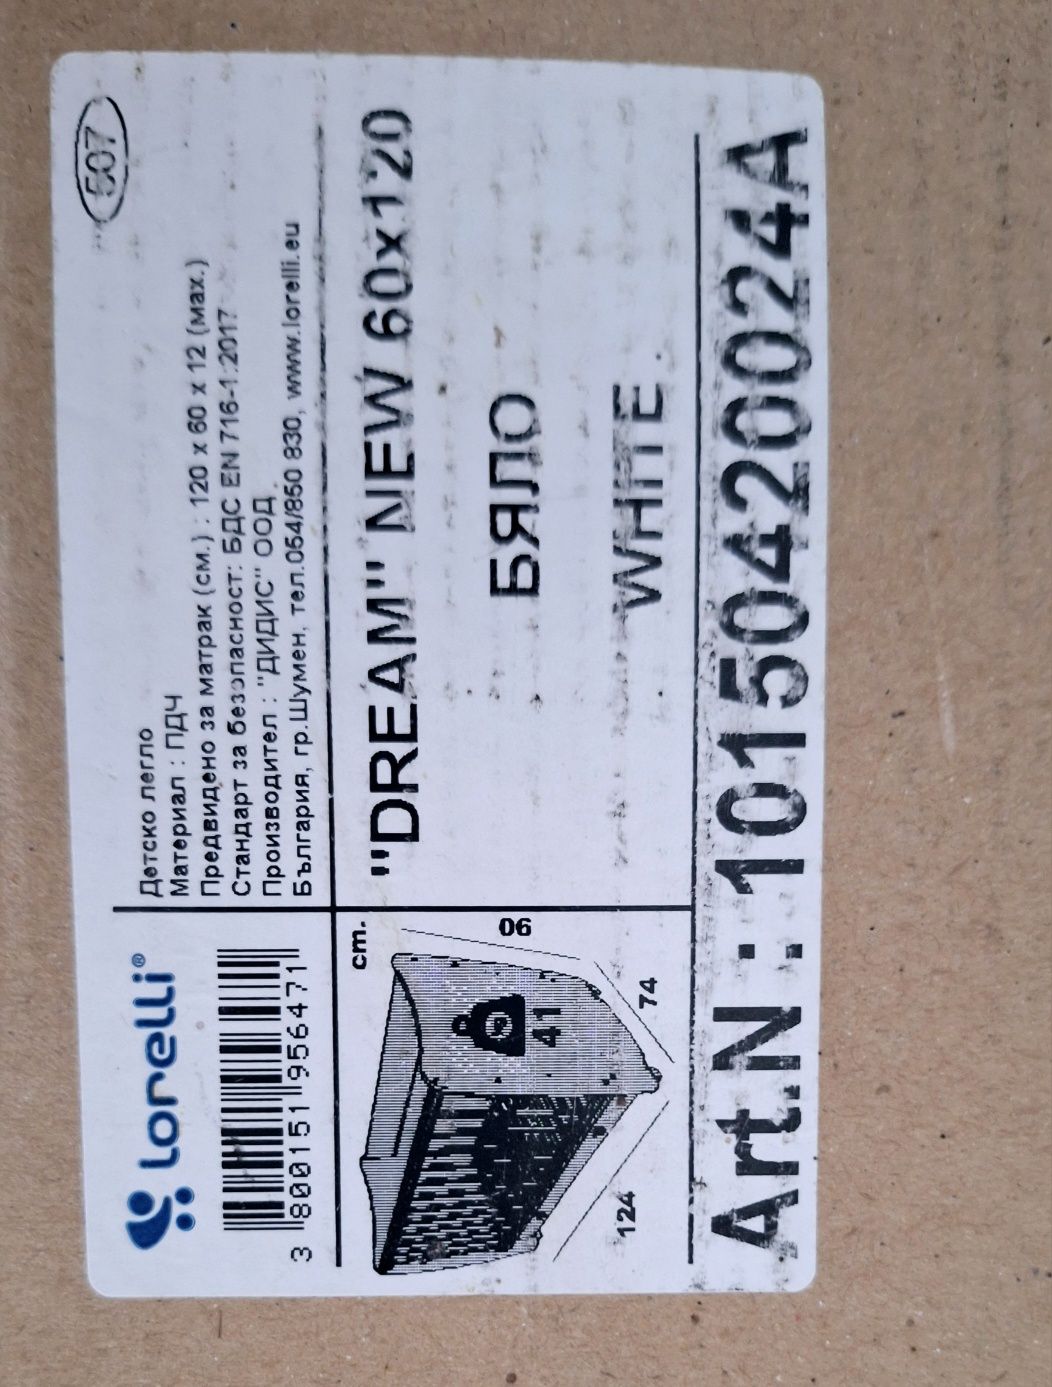 507
lorelli®
3 800151 956471
Детско легло
Материал : ПДЧ
Предвидено за матрак (см.) : 120 x 60 x 12 (мах.)
Стандарт за безопасност: БДС EN 716-1:2017
Производител : "ДИДИС" ООД,
България, гр.Шумен, тел.054/850 830, www.lorelli.eu
cm.
90
74
124
41
"DREAM" NEW 60x120
БЯЛО
WHITE
Art.N : 10150420024A